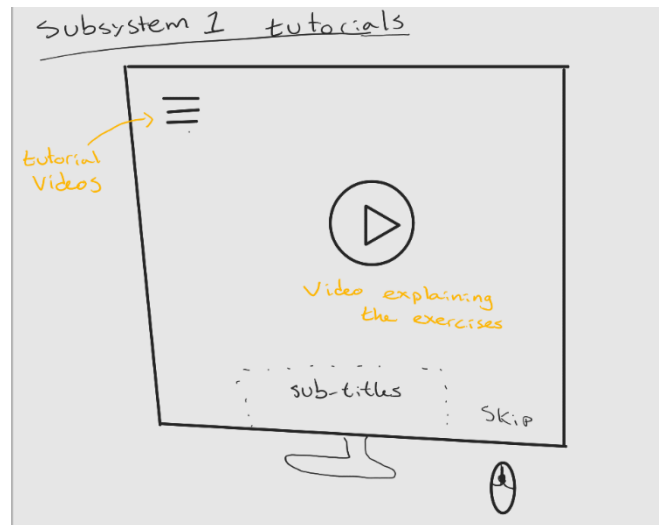 Subsystem 1 tutorials
tutorial
Videos
Video explaining
the exercises
sub-titles
Skip